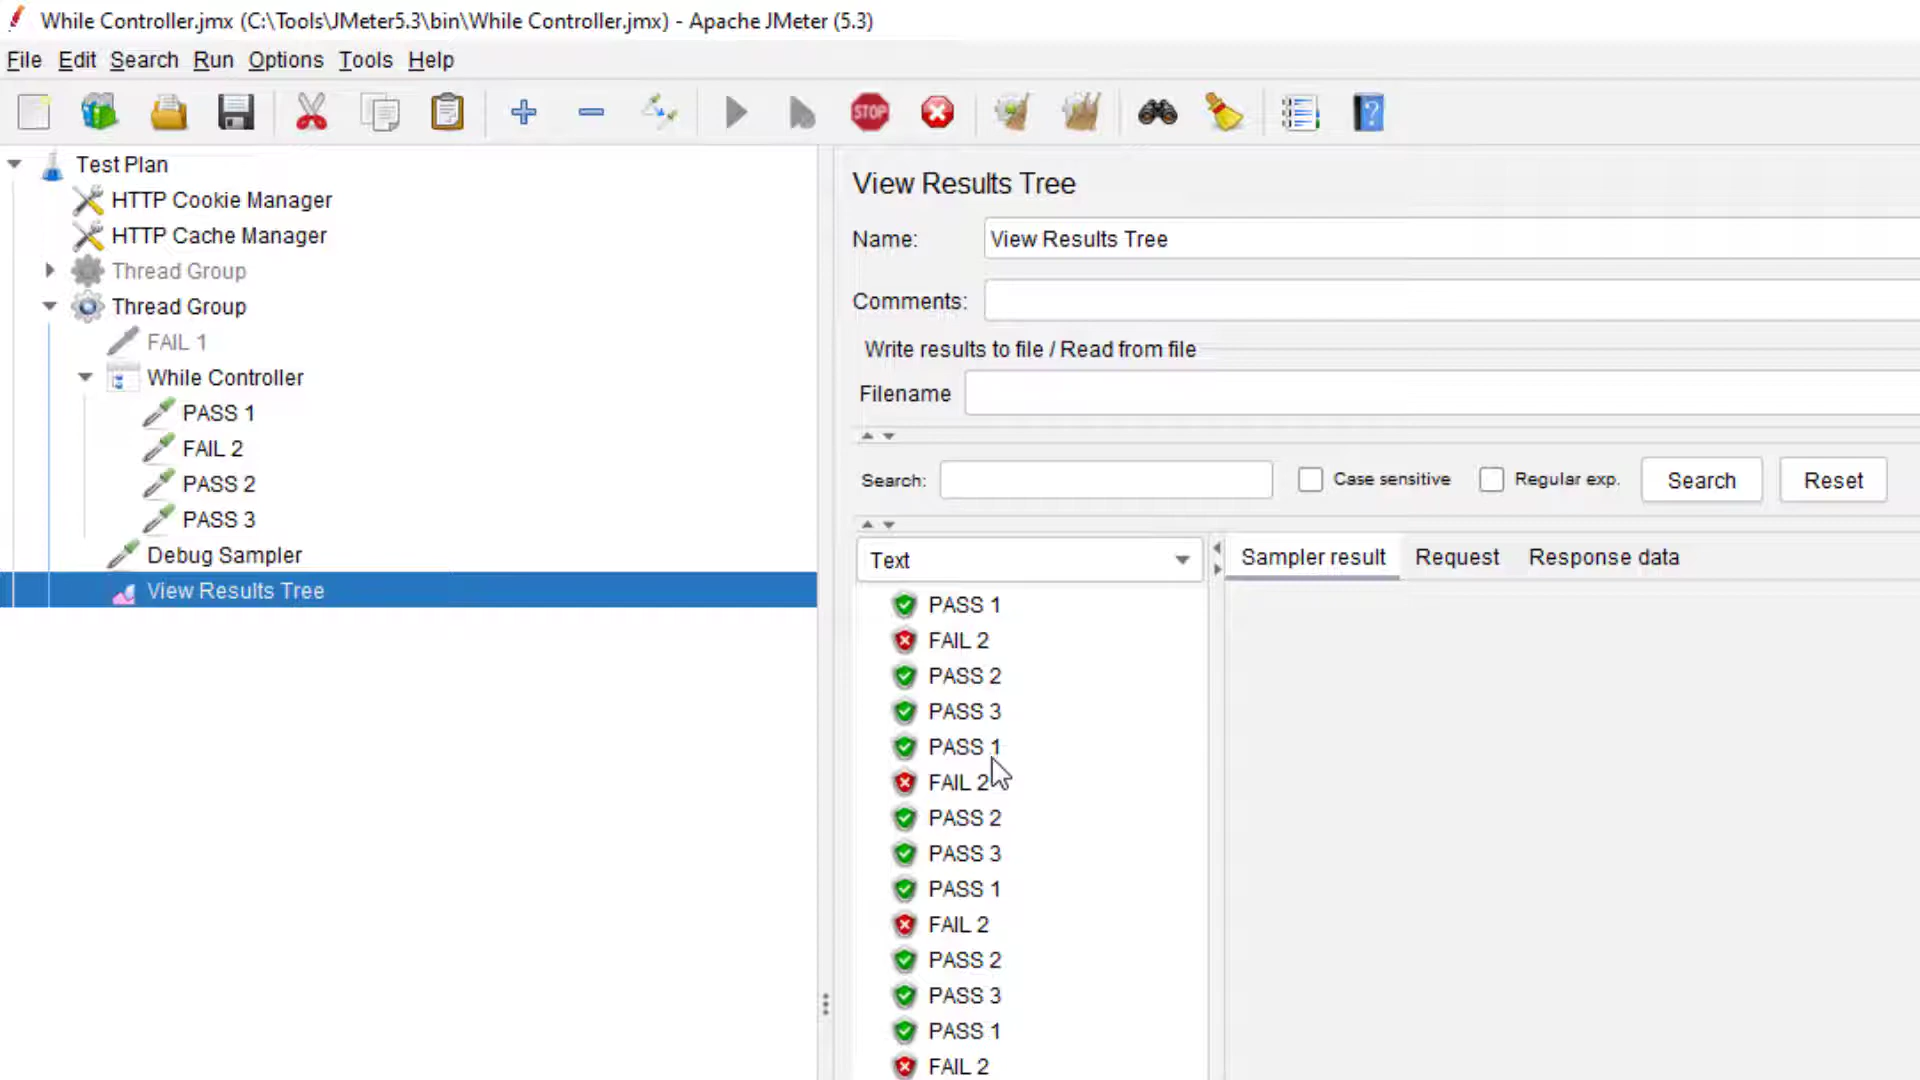 While Controller.jmx (C:\Tools\JMeter5.3\bin\While Controller.jmx) - Apache JMeter (5.3)
File Edit Search Run Options Tools Help
STOP
?
Test Plan
HTTP Cookie Manager
HTTP Cache Manager
Thread Group
Thread Group
FAIL 1
While Controller
PASS 1
FAIL 2
PASS 2
PASS 3
Debug Sampler
View Results Tree
View Results Tree
Name: View Results Tree
Comments:
Write results to file / Read from file
Filename
Search: Case sensitive Regular exp. Search Reset
Text
Sampler result Request Response data
PASS 1
FAIL 2
PASS 2
PASS 3
PASS 1
FAIL 2
PASS 2
PASS 3
PASS 1
FAIL 2
PASS 2
PASS 3
PASS 1
FAIL 2